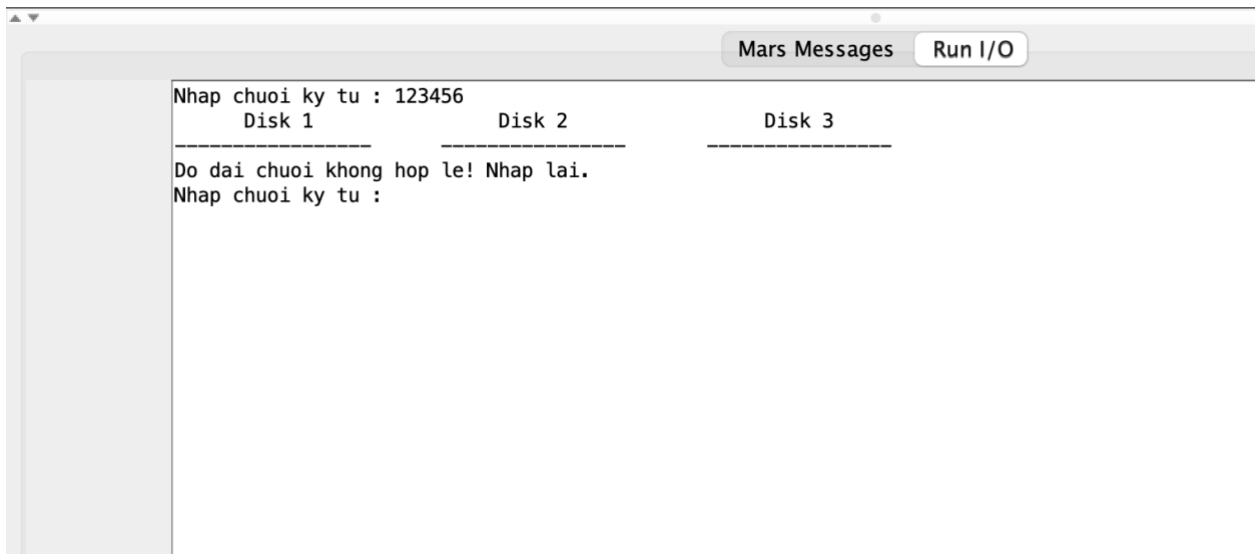 Mars Messages Run I/O
Nhap chuoi ky tu : 123456
Disk 1 Disk 2 Disk 3
----------------- ---------------- ----------------
Do dai chuoi khong hop le! Nhap lai.
Nhap chuoi ky tu :